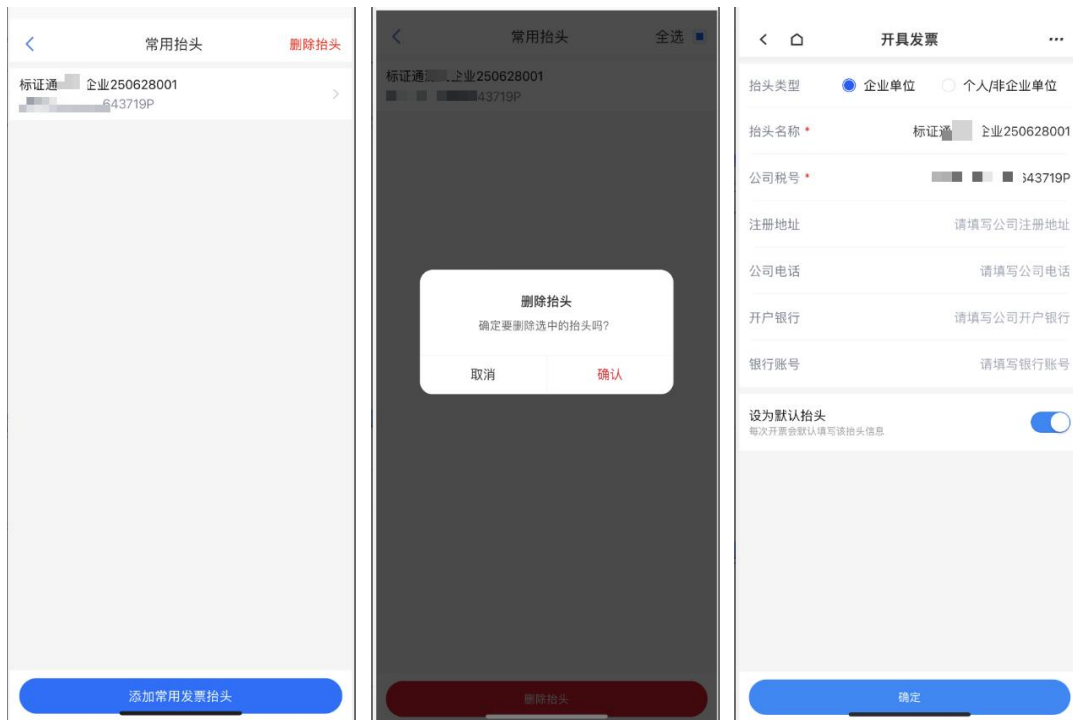 常用抬头
删除抬头
标证通 企业250628001
643719P
添加常用发票抬头
常用抬头
全选
标证通 企业250628001
43719P
删除抬头
确定要删除选中的抬头吗?
取消
确认
删除抬头
开具发票
抬头类型
企业单位
个人/非企业单位
抬头名称 *
标证通 企业250628001
公司税号 *
643719P
注册地址
请填写公司注册地址
公司电话
请填写公司电话
开户银行
请填写公司开户银行
银行账号
请填写银行账号
设为默认抬头
每次开票会默认填写该抬头信息
确定